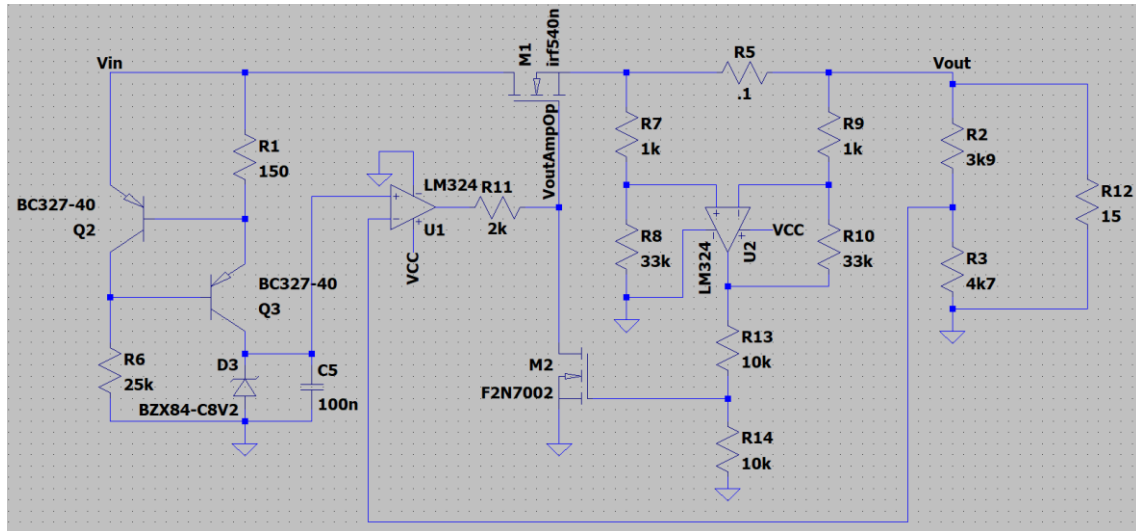 Vin
M1
irf540n
R5
.1
Vout
R1
150
R7
1k
R9
1k
R2
3k9
R12
15
BC327-40
Q2
LM324
U1
VCC
R11
2k
VoutAmpOp
R8
33k
LM324
U2
VCC
R10
33k
R3
4k7
BC327-40
Q3
R6
25k
D3
BZX84-C8V2
C5
100n
M2
F2N7002
R13
10k
R14
10k